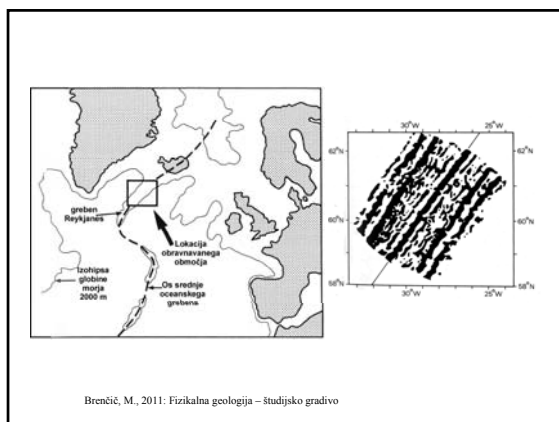 greben
Reykjanes
Lokacija
obravnavanega
območja
Izohipsa
globine
morja
2000 m
Os srednje
oceanskega
grebena
30°W
25°W
62°N
62°N
60°N
60°N
58°N
58°N
30°W
25°W
Brenčič, M., 2011: Fizikalna geologija – študijsko gradivo